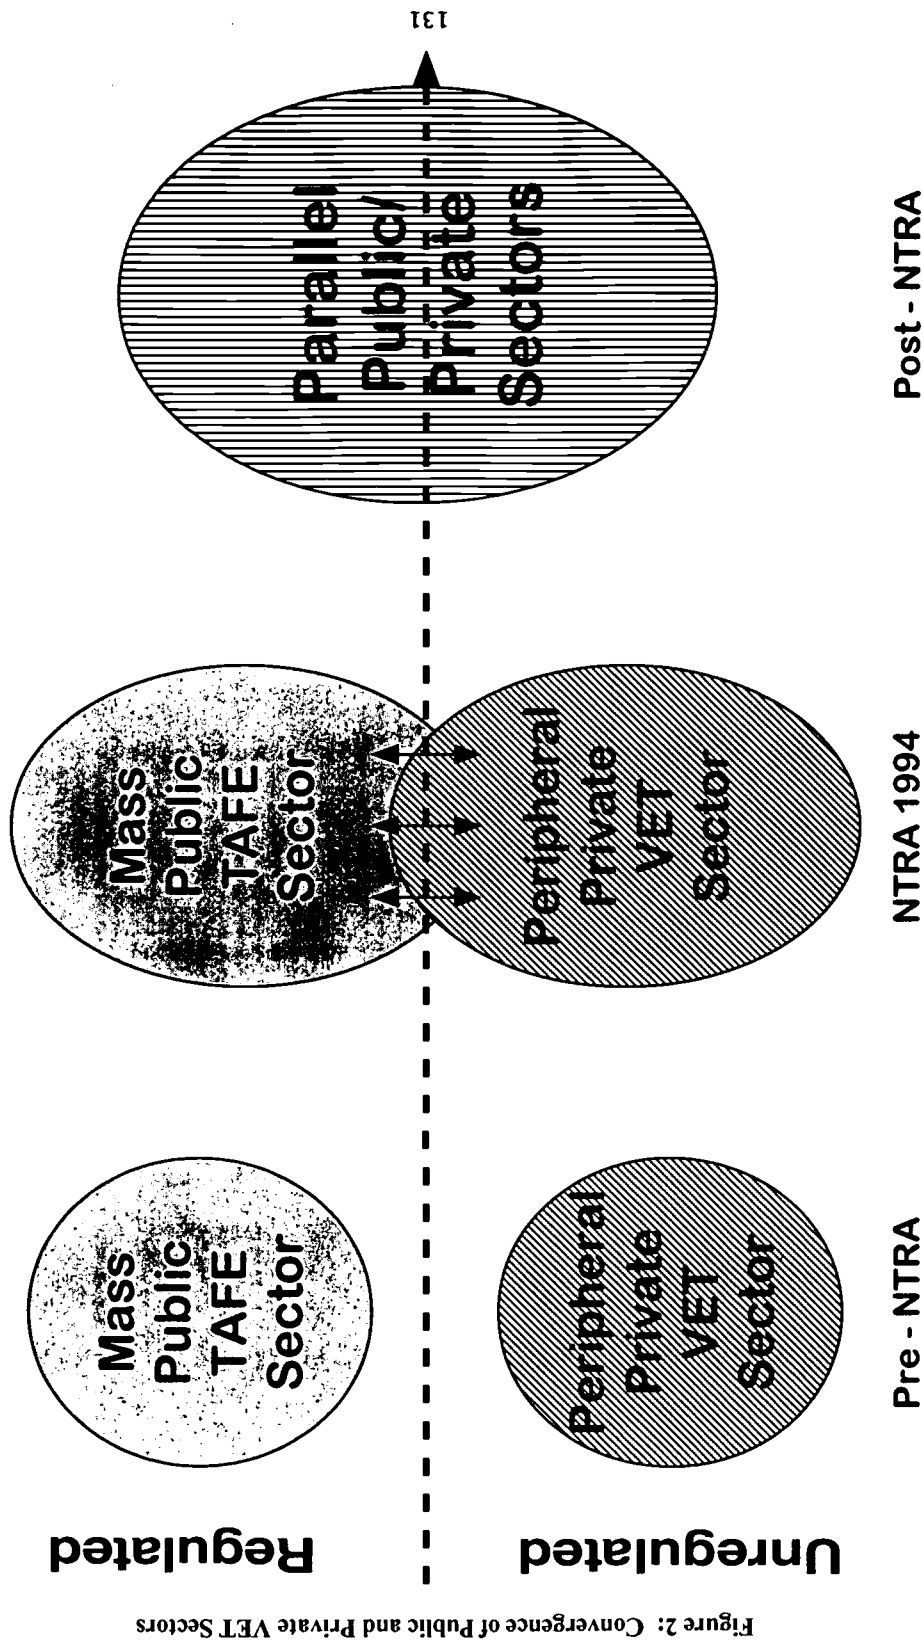 Figure 2: Convergence of Public and Private VET Sectors
Regulated
Unregulated
Mass
Public
TAFE
Sector
Peripheral
Private
VET
Sector
Pre - NTRA
Mass
Public
TAFE
Sector
Peripheral
Private
VET
Sector
NTRA 1994
Parallel
Public/
Private
Sectors
Post - NTRA
131